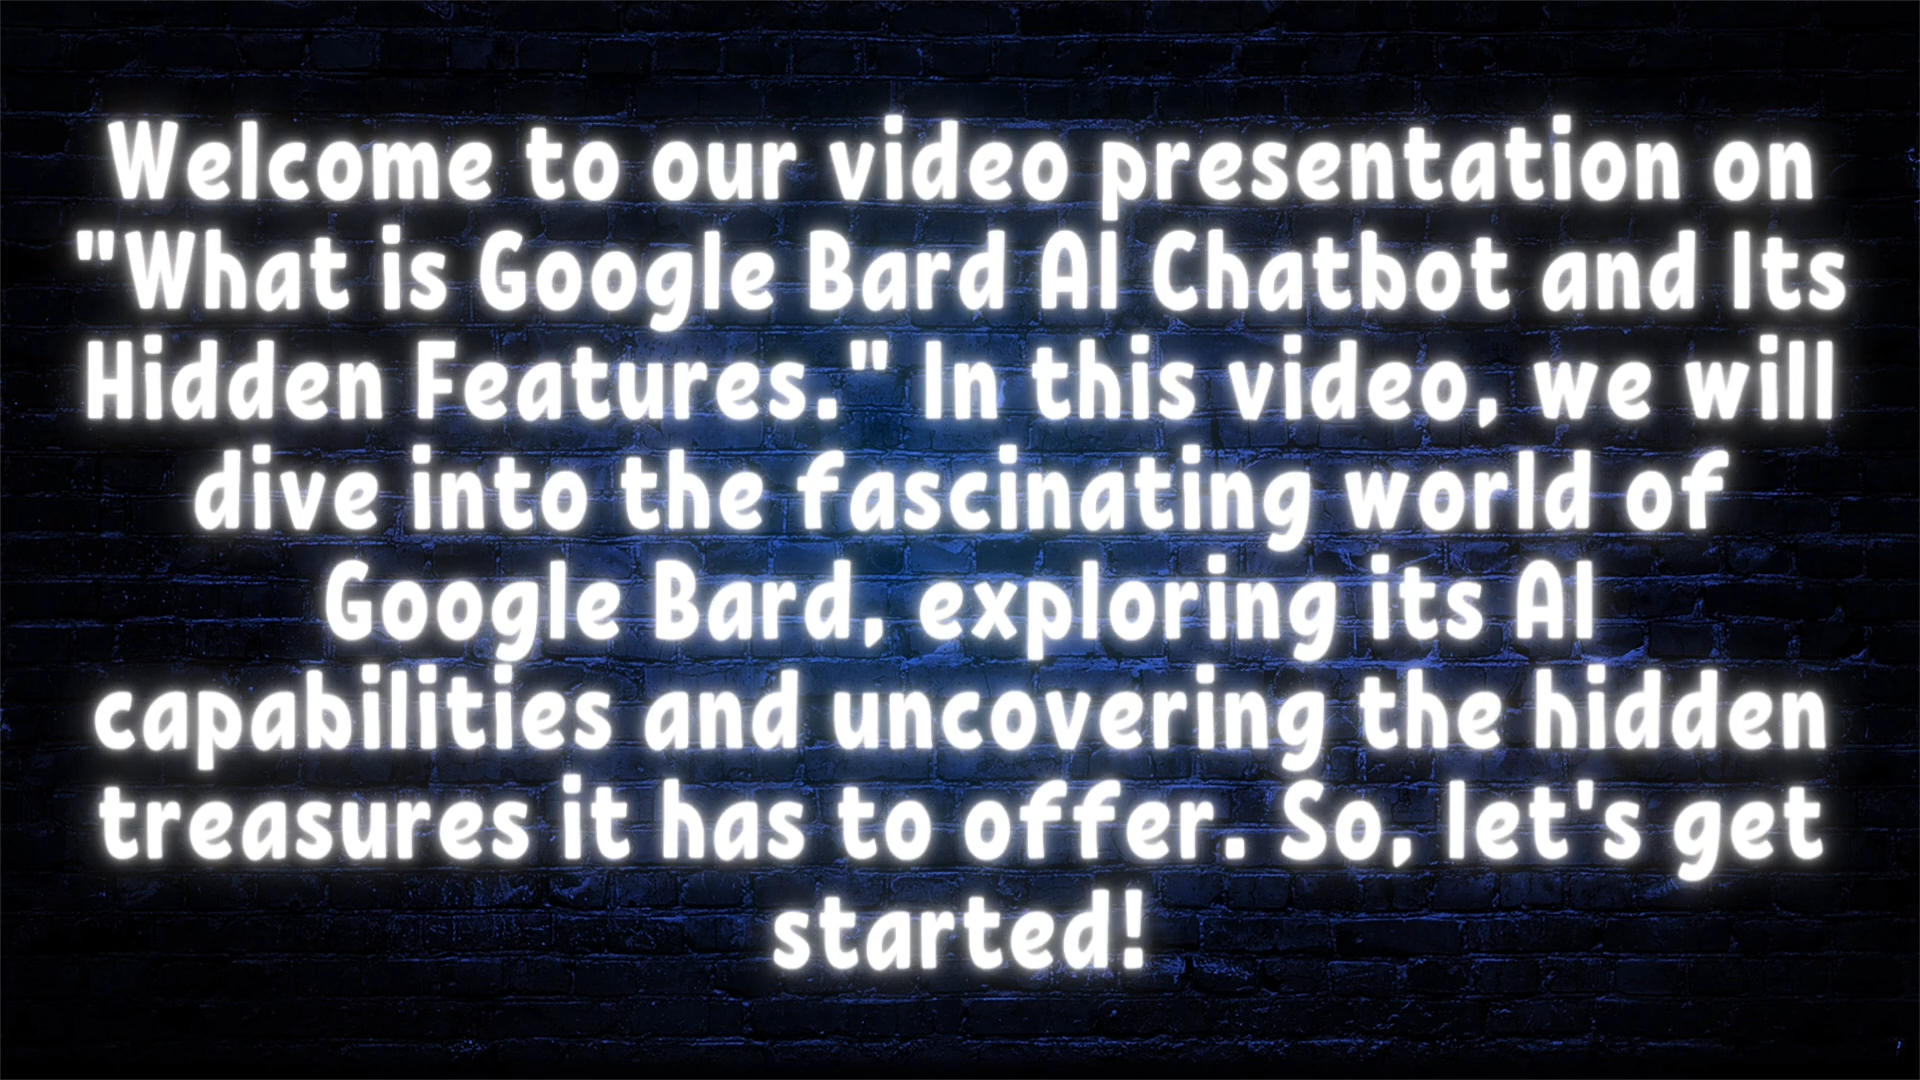 Welcome to our video presentation on
"What is Google Bard AI Chatbot and Its
Hidden Features." In this video, we will
dive into the fascinating world of
Google Bard, exploring its AI
capabilities and uncovering the hidden
treasures it has to offer. So, let's get
started!